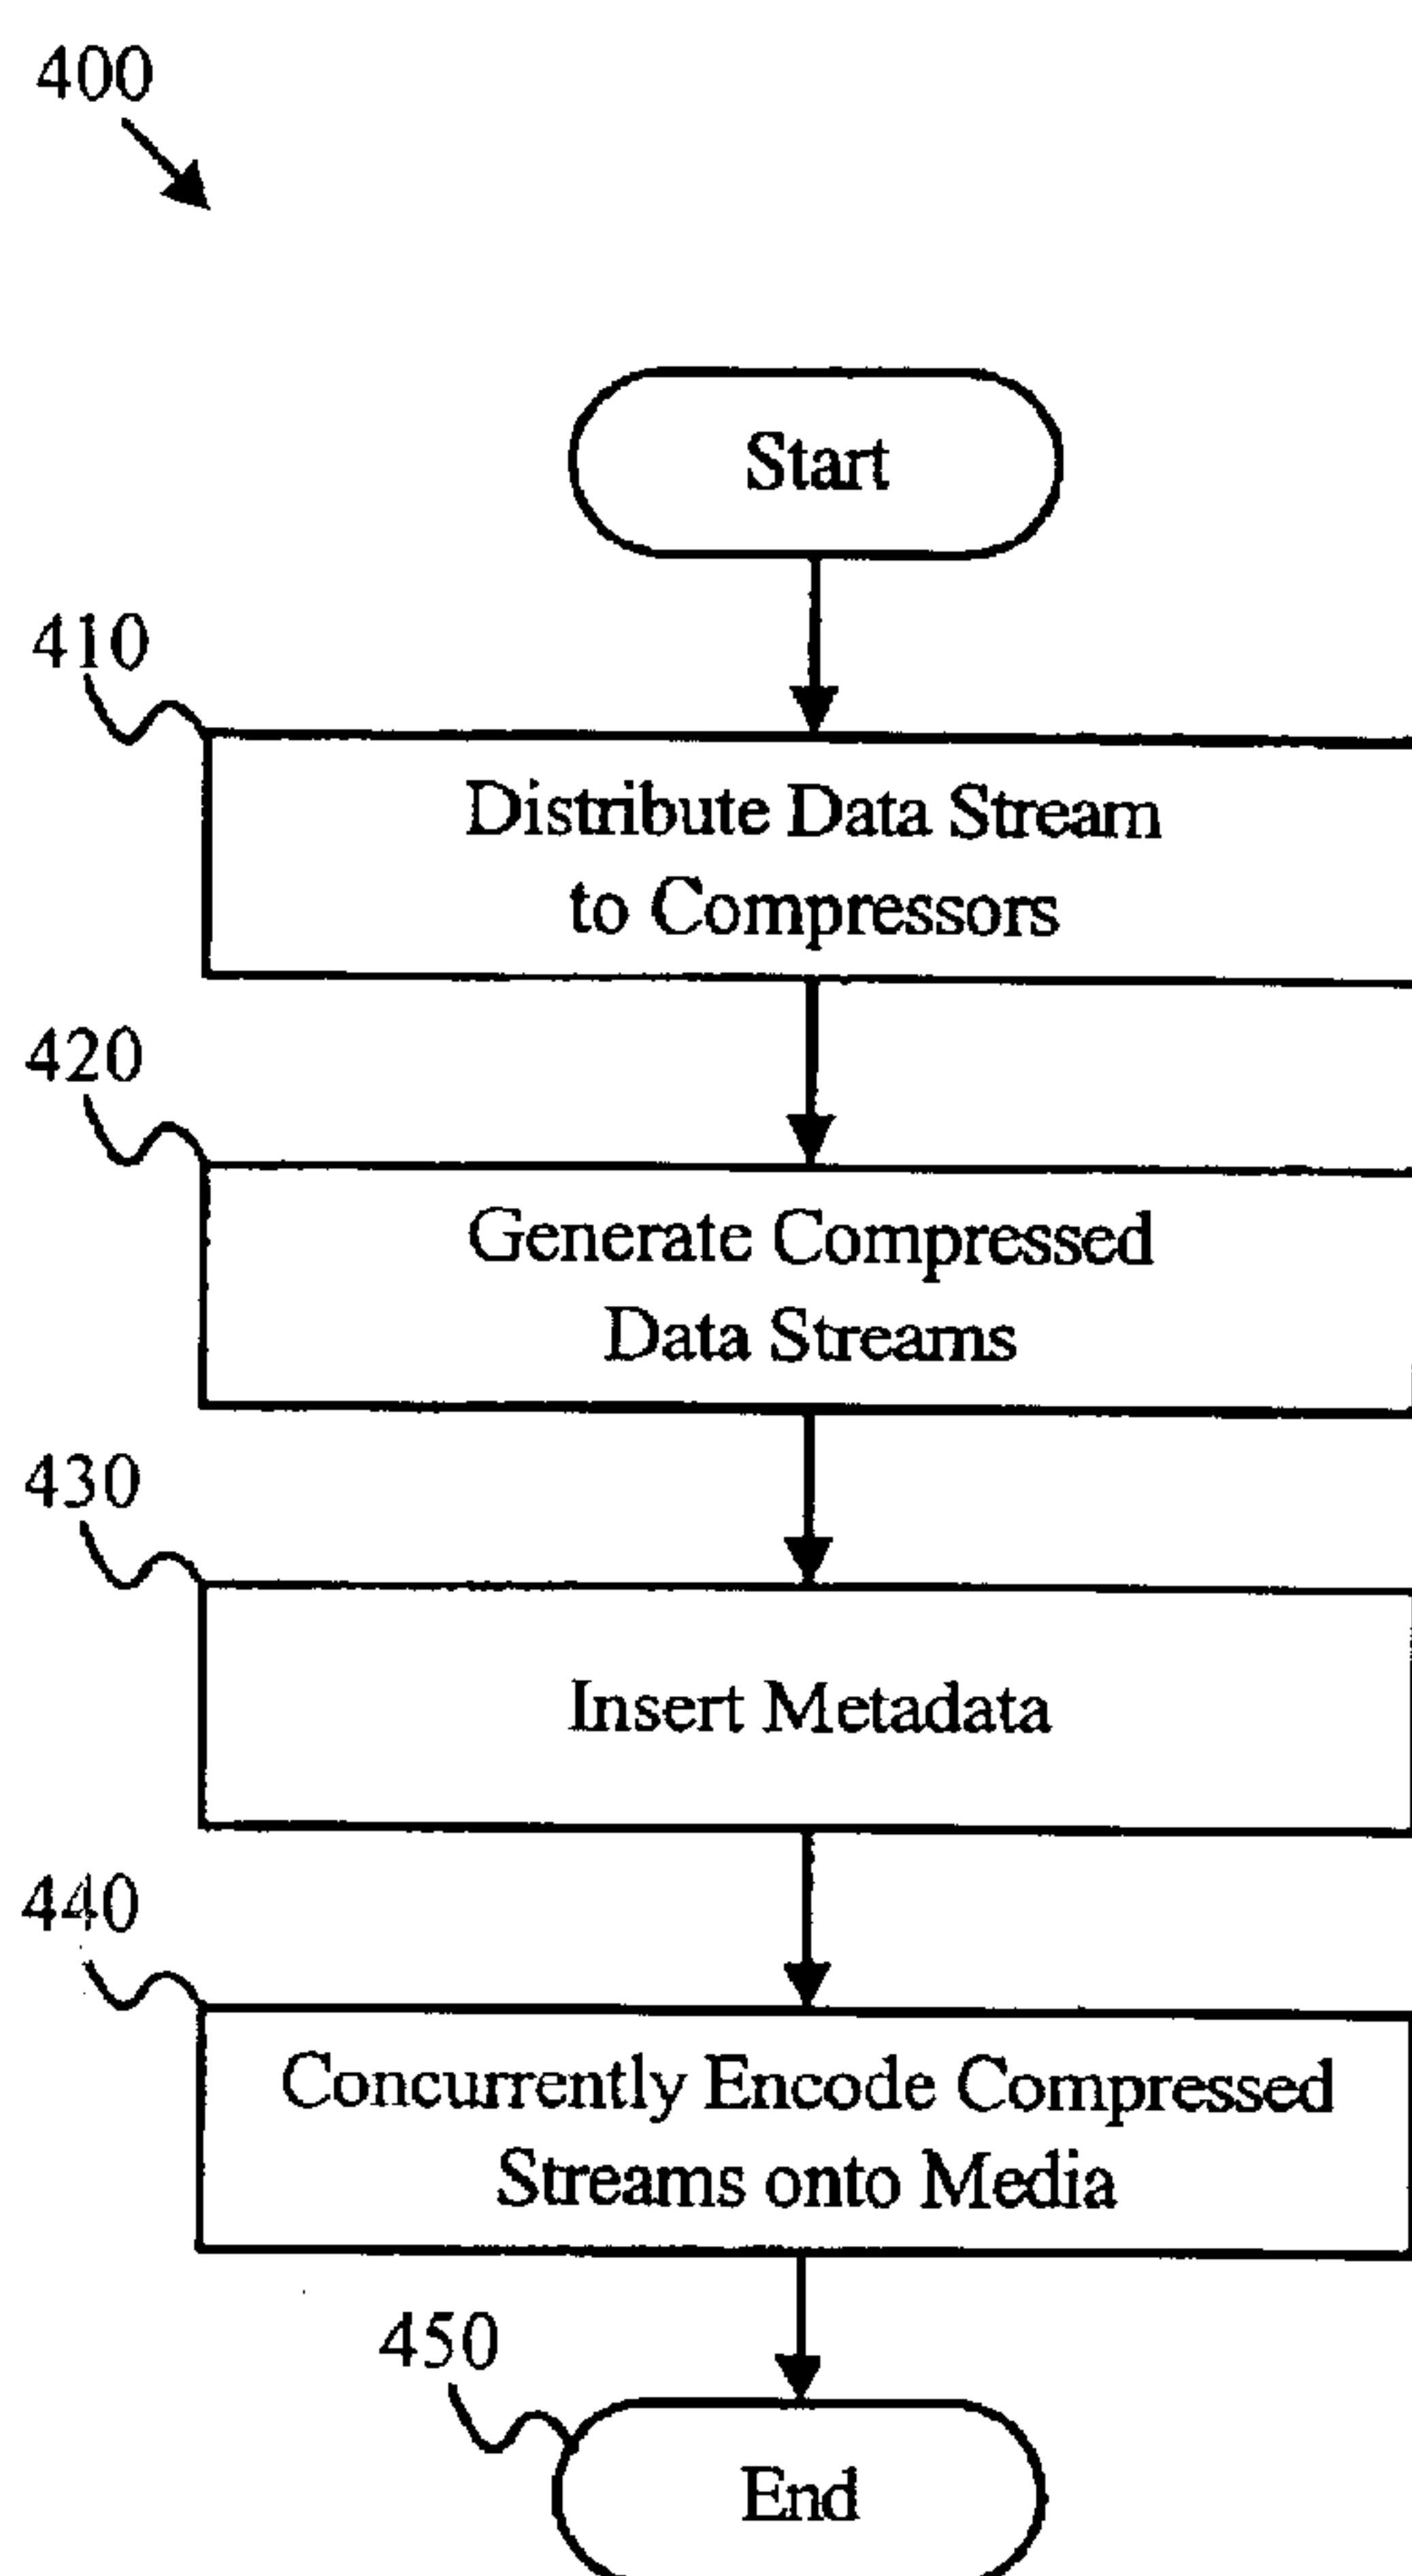 400
Start
410
Distribute Data Stream
to Compressors
420
Generate Compressed
Data Streams
430
Insert Metadata
440
Concurrently Encode Compressed
Streams onto Media
450
End